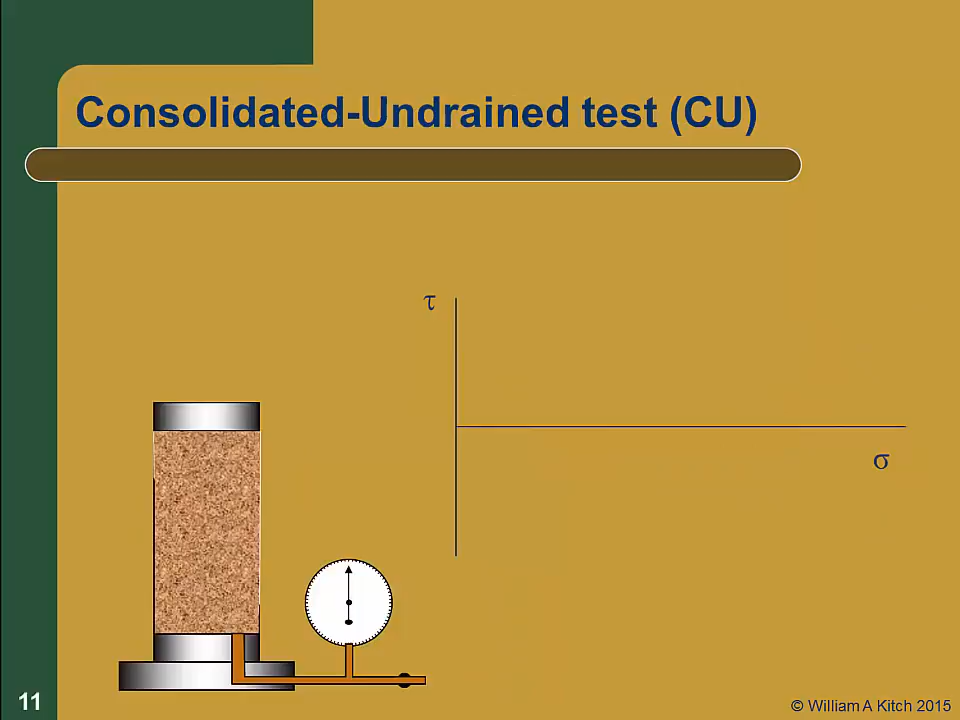 Consolidated-Undrained test (CU)
τ
σ
11
© William A Kitch 2015